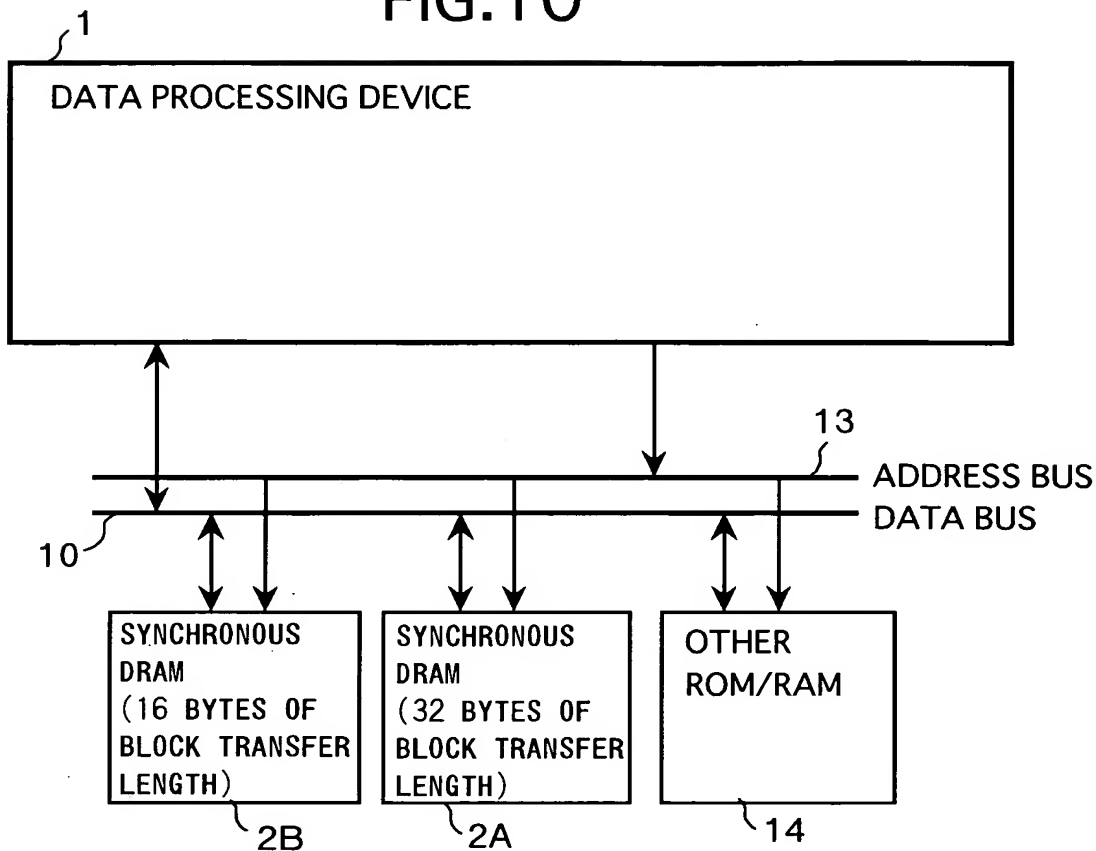 FIG.10
1
DATA PROCESSING DEVICE
13
ADDRESS BUS
DATA BUS
10
SYNCHRONOUS
DRAM
(16 BYTES OF
BLOCK TRANSFER
LENGTH)
2B
SYNCHRONOUS
DRAM
(32 BYTES OF
BLOCK TRANSFER
LENGTH)
2A
OTHER
ROM/RAM
14